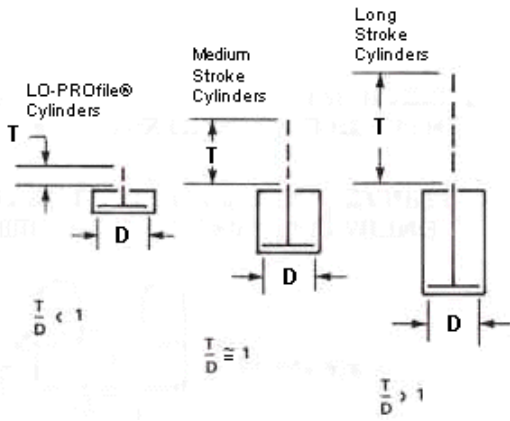 LO-PROfile®
Cylinders
T
D
T/D < 1
Medium
Stroke
Cylinders
T
D
T/D ≅ 1
Long
Stroke
Cylinders
T
D
T/D > 1